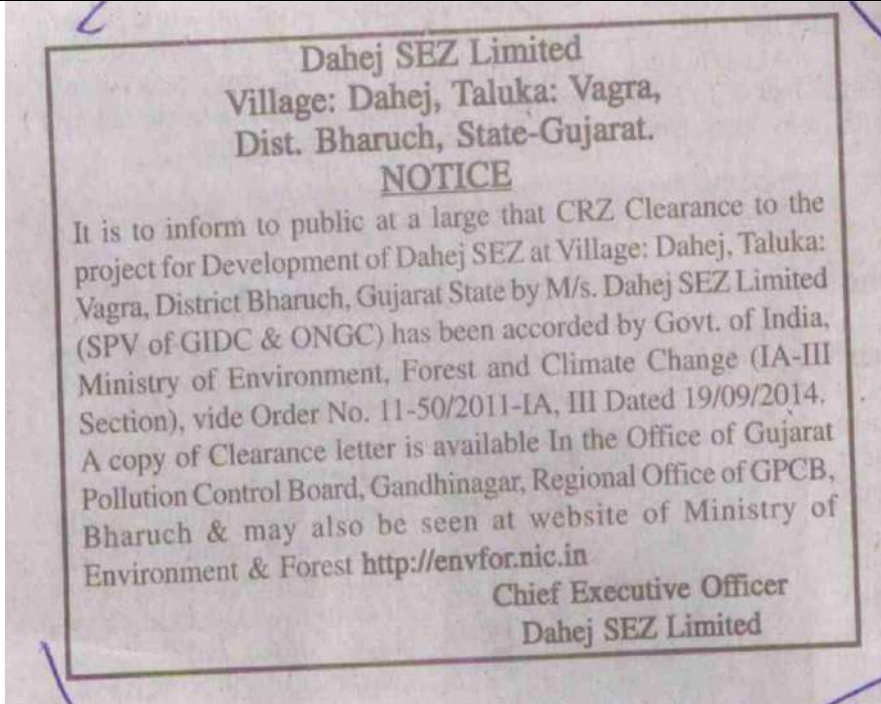 Dahej SEZ Limited
Village: Dahej, Taluka: Vagra,
Dist. Bharuch, State-Gujarat.
NOTICE
It is to inform to public at a large that CRZ Clearance to the
project for Development of Dahej SEZ at Village: Dahej, Taluka:
Vagra, District Bharuch, Gujarat State by M/s. Dahej SEZ Limited
(SPV of GIDC & ONGC) has been accorded by Govt. of India,
Ministry of Environment, Forest and Climate Change (IA-III
Section), vide Order No. 11-50/2011-IA, III Dated 19/09/2014.
A copy of Clearance letter is available In the Office of Gujarat
Pollution Control Board, Gandhinagar, Regional Office of GPCB,
Bharuch & may also be seen at website of Ministry of
Environment & Forest http://envfor.nic.in
Chief Executive Officer
Dahej SEZ Limited